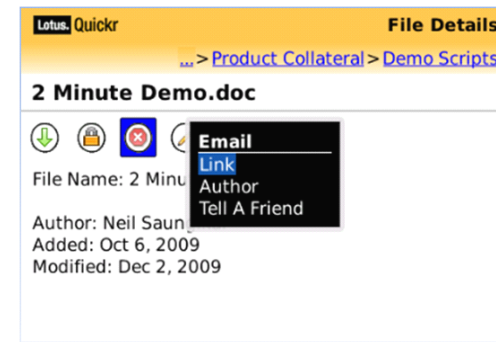 Lotus. Quickr File Details
... > Product Collateral > Demo Scripts
2 Minute Demo.doc
Email
Link
Author
Tell A Friend
File Name: 2 Minu
Author: Neil
Added: Oct 6, 2009
Modified: Dec 2, 2009